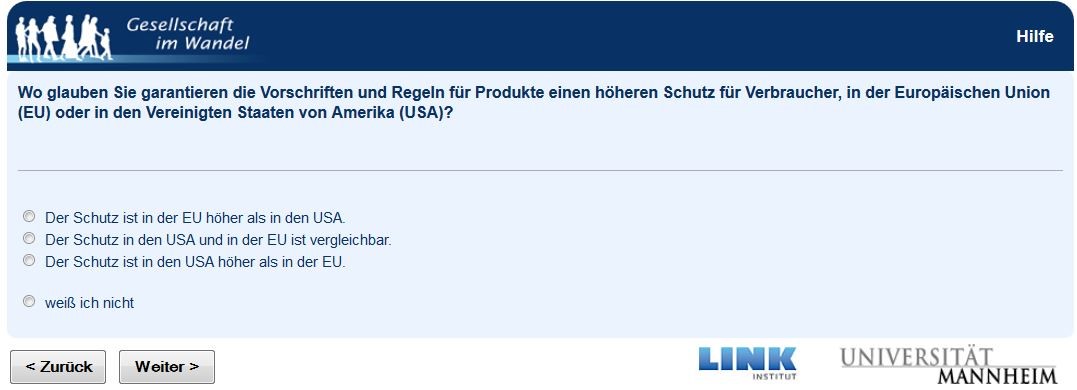 Gesellschaft
im Wandel
Hilfe
Wo glauben Sie garantieren die Vorschriften und Regeln für Produkte einen höheren Schutz für Verbraucher, in der Europäischen Union
(EU) oder in den Vereinigten Staaten von Amerika (USA)?
Der Schutz ist in der EU höher als in den USA.
Der Schutz in den USA und in der EU ist vergleichbar.
Der Schutz ist in den USA höher als in der EU.
weiß ich nicht
< Zurück
Weiter >
LINK
INSTITUT
UNIVERSITÄT
MANNHEIM